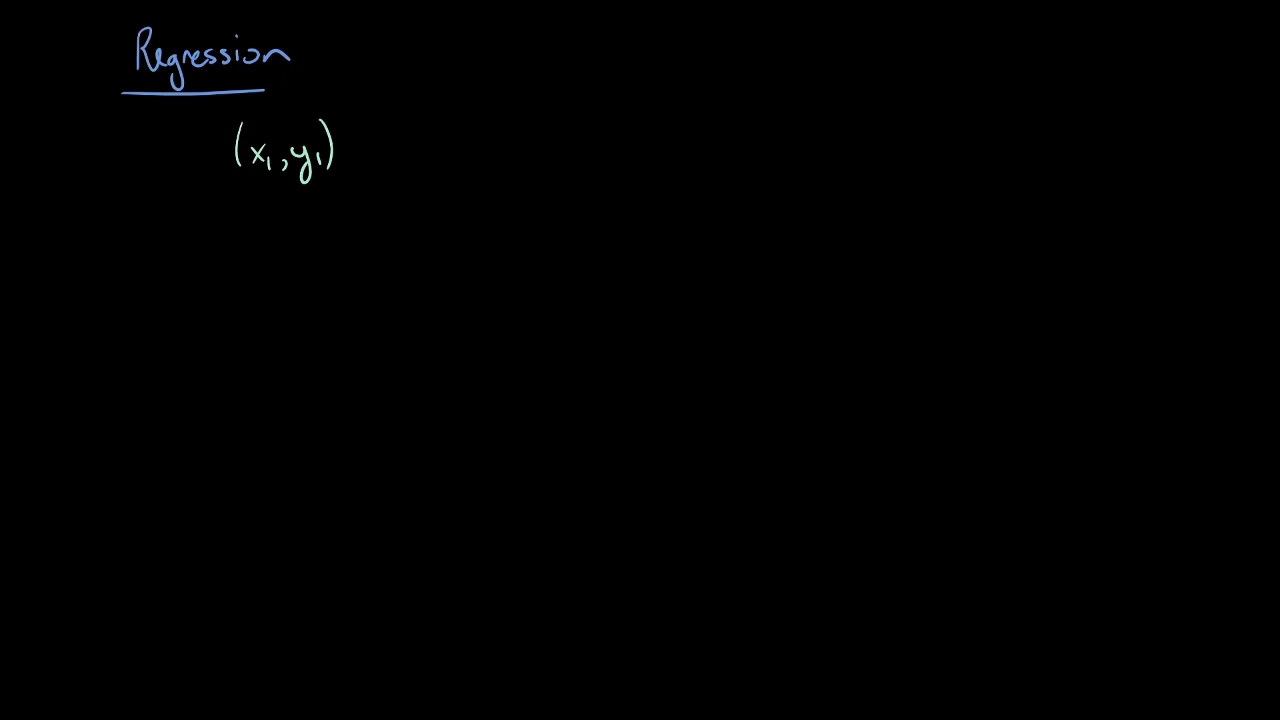 Regression
(x₁, y₁)